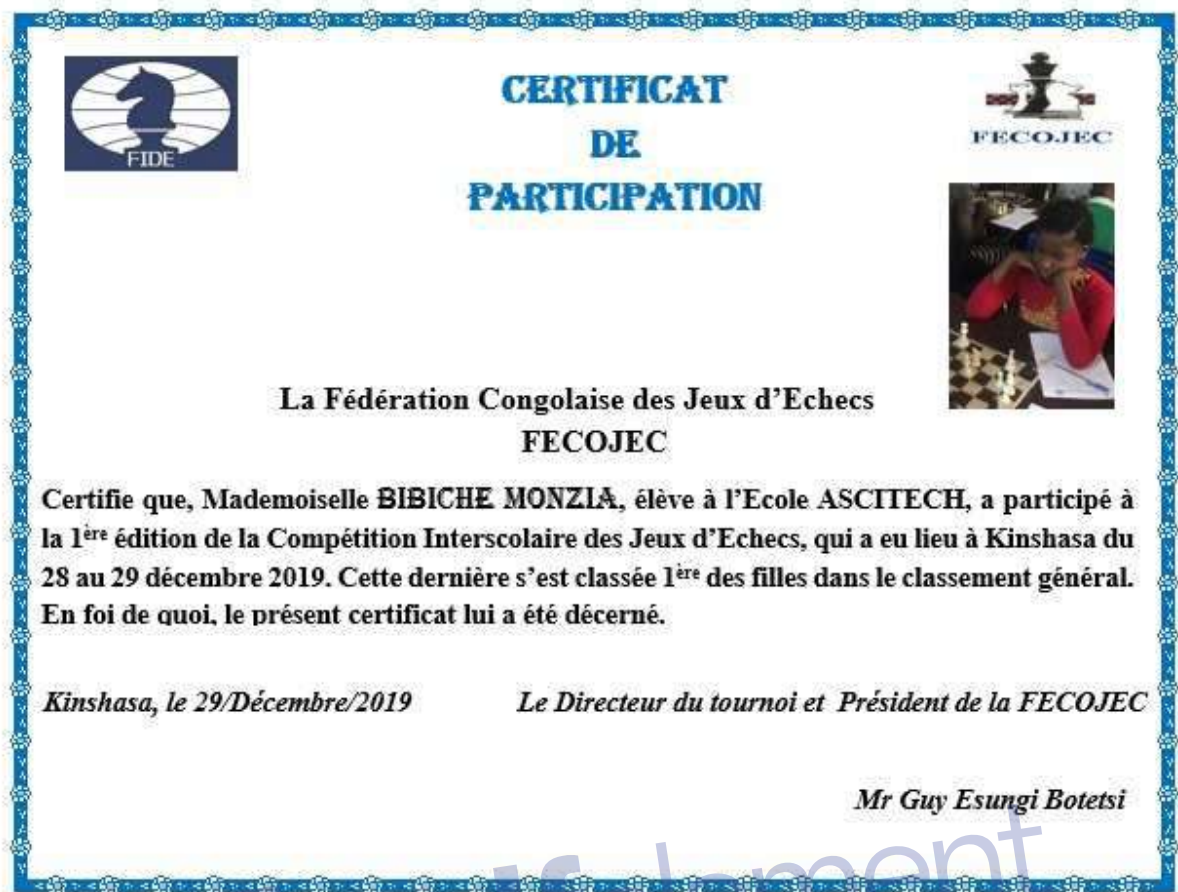 FIDE
CERTIFICAT
DE
PARTICIPATION
FECOJEC
La Fédération Congolaise des Jeux d’Echecs
FECOJEC
Certifie que, Mademoiselle BIBICHE MONZIA, élève à l’Ecole ASCITECH, a participé à
la 1ère édition de la Compétition Interscolaire des Jeux d’Echecs, qui a eu lieu à Kinshasa du
28 au 29 décembre 2019. Cette dernière s’est classée 1ère des filles dans le classement général.
En foi de quoi, le présent certificat lui a été décerné.
Kinshasa, le 29/Décembre/2019 Le Directeur du tournoi et Président de la FECOJEC
Mr Guy Esungi Botetsi